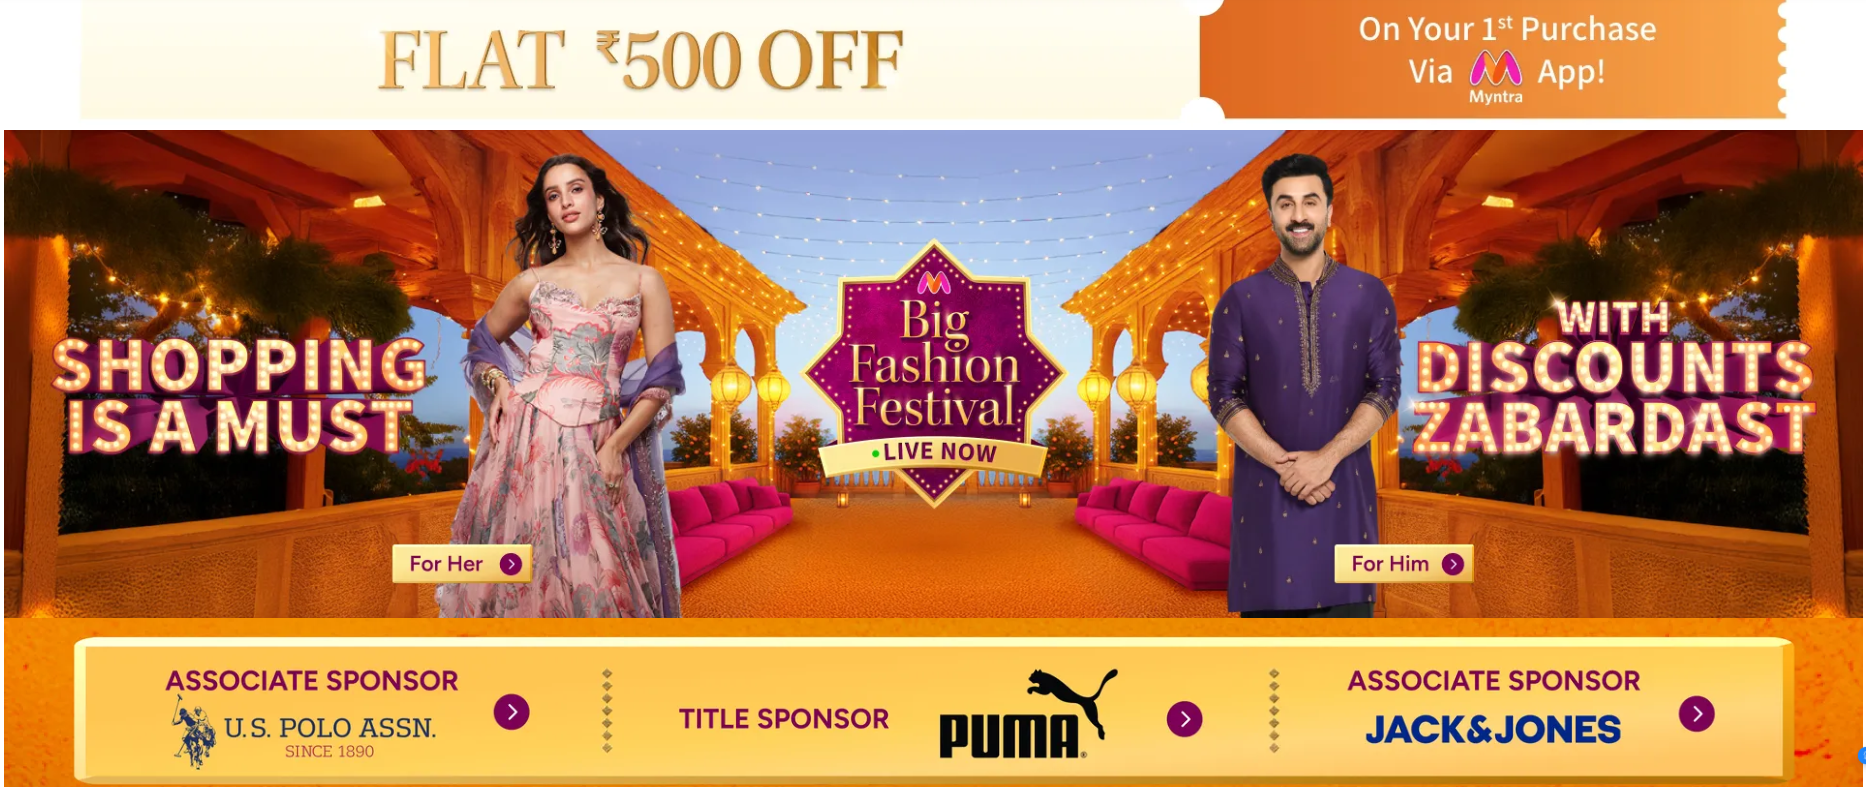 FLAT ₹500 OFF
On Your 1st Purchase
Via Myntra App!
SHOPPING
IS A MUST
Big
Fashion
Festival
LIVE NOW
WITH
DISCOUNTS
ZABARDAST
For Her
For Him
ASSOCIATE SPONSOR
U.S. POLO ASSN.
SINCE 1890
TITLE SPONSOR
PUMA®
ASSOCIATE SPONSOR
JACK&JONES